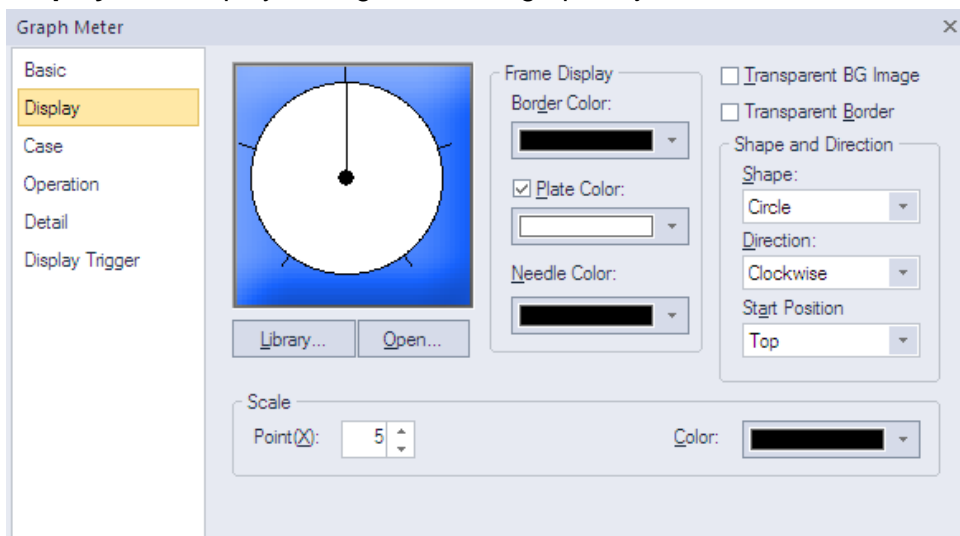 Graph Meter
Basic
Display
Case
Operation
Detail
Display Trigger
Library...
Open...
Frame Display
Border Color:
Plate Color:
Needle Color:
Transparent BG Image
Transparent Border
Shape and Direction
Shape:
Circle
Direction:
Clockwise
Start Position
Top
Scale
Point(X):
5
Color: